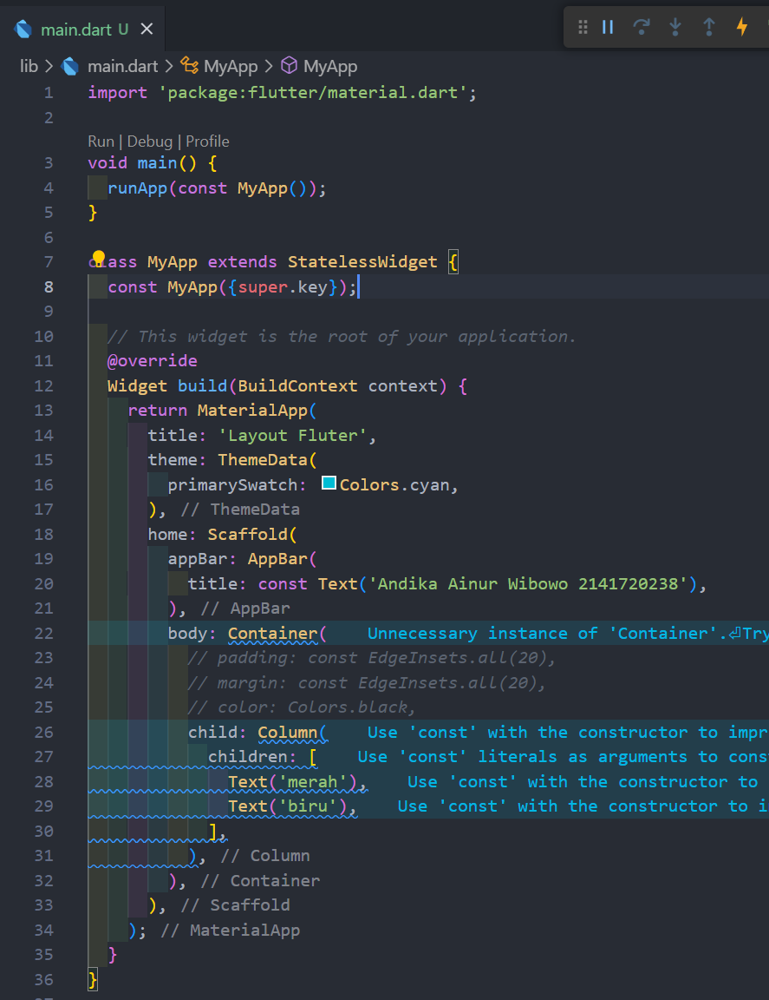 main.dart U
lib > main.dart > MyApp > MyApp
1 import 'package:flutter/material.dart';
2
Run | Debug | Profile
3 void main() {
4   runApp(const MyApp());
5 }
6
7 class MyApp extends StatelessWidget {
8   const MyApp({super.key});
9
10   // This widget is the root of your application.
11   @override
12   Widget build(BuildContext context) {
13     return MaterialApp(
14       title: 'Layout Fluter',
15       theme: ThemeData(
16         primarySwatch: Colors.cyan,
17       ), // ThemeData
18       home: Scaffold(
19         appBar: AppBar(
20           title: const Text('Andika Ainur Wibowo 2141720238'),
21         ), // AppBar
22         body: Container(    Unnecessary instance of 'Container'.⏎Try
23           // padding: const EdgeInsets.all(20),
24           // margin: const EdgeInsets.all(20),
25           // color: Colors.black,
26           child: Column(    Use 'const' with the constructor to impr
27             children: [    Use 'const' literals as arguments to cons
28               Text('merah'),    Use 'const' with the constructor to
29               Text('biru'),    Use 'const' with the constructor to i
30             ],
31           ), // Column
32         ), // Container
33       ), // Scaffold
34     ); // MaterialApp
35   }
36 }